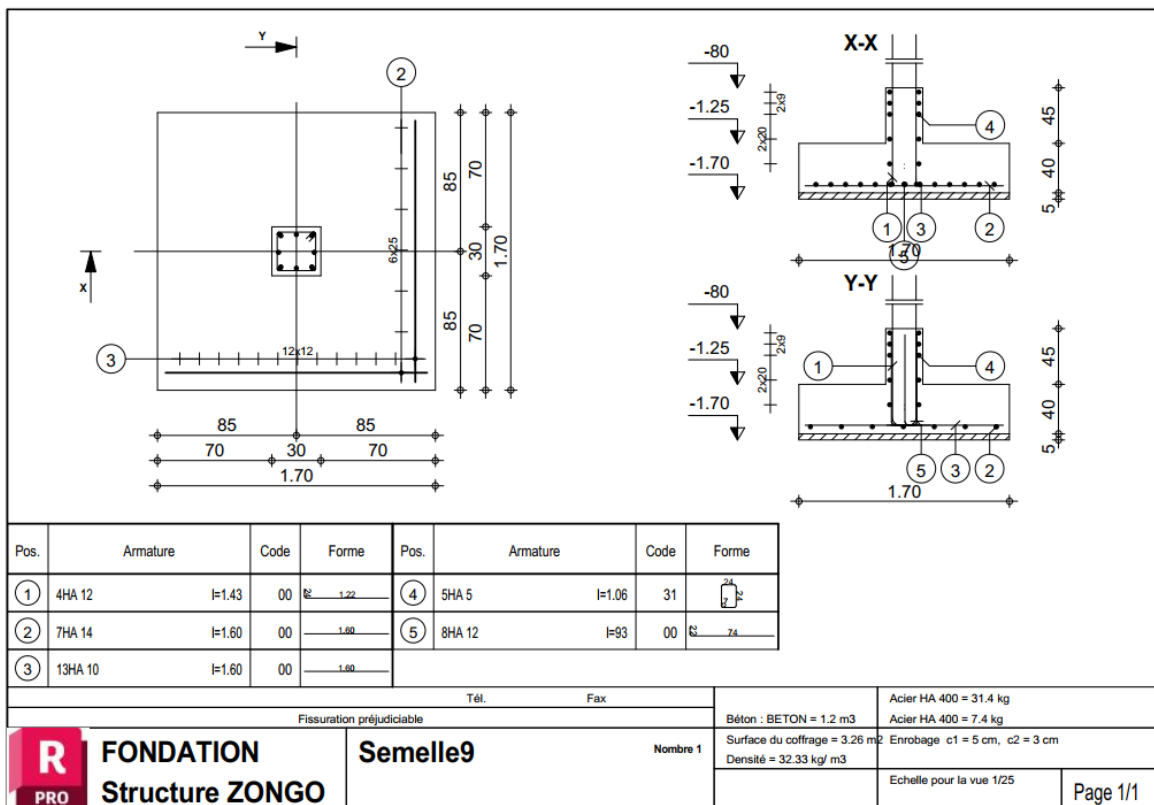 Y
X
2
3
6x25
12x12
85
85
70
30
70
1.70
85 85
70 30 70
1.70
X-X
-80
-1.25
-1.70
2x9
2x20
45
40
5
4
1 3 2
5
1.70
Y-Y
-80
-1.25
-1.70
2x9
2x20
45
40
5
1 4
5 3 2
1.70
Pos. Armature Code Forme Pos. Armature Code Forme
1 4HA 12 l=1.43 00 1.22 4 5HA 5 l=1.06 31 24 24
2 7HA 14 l=1.60 00 1.60 5 8HA 12 l=93 00 74
3 13HA 10 l=1.60 00 1.60
Tél. Fax
Fissuration préjudiciable
Béton : BETON = 1.2 m3
Acier HA 400 = 31.4 kg
Acier HA 400 = 7.4 kg
Surface du coffrage = 3.26 m2
Enrobage c1 = 5 cm, c2 = 3 cm
Densité = 32.33 kg/ m3
Echelle pour la vue 1/25
Page 1/1
R
PRO
FONDATION
Structure ZONGO
Semelle9
Nombre 1